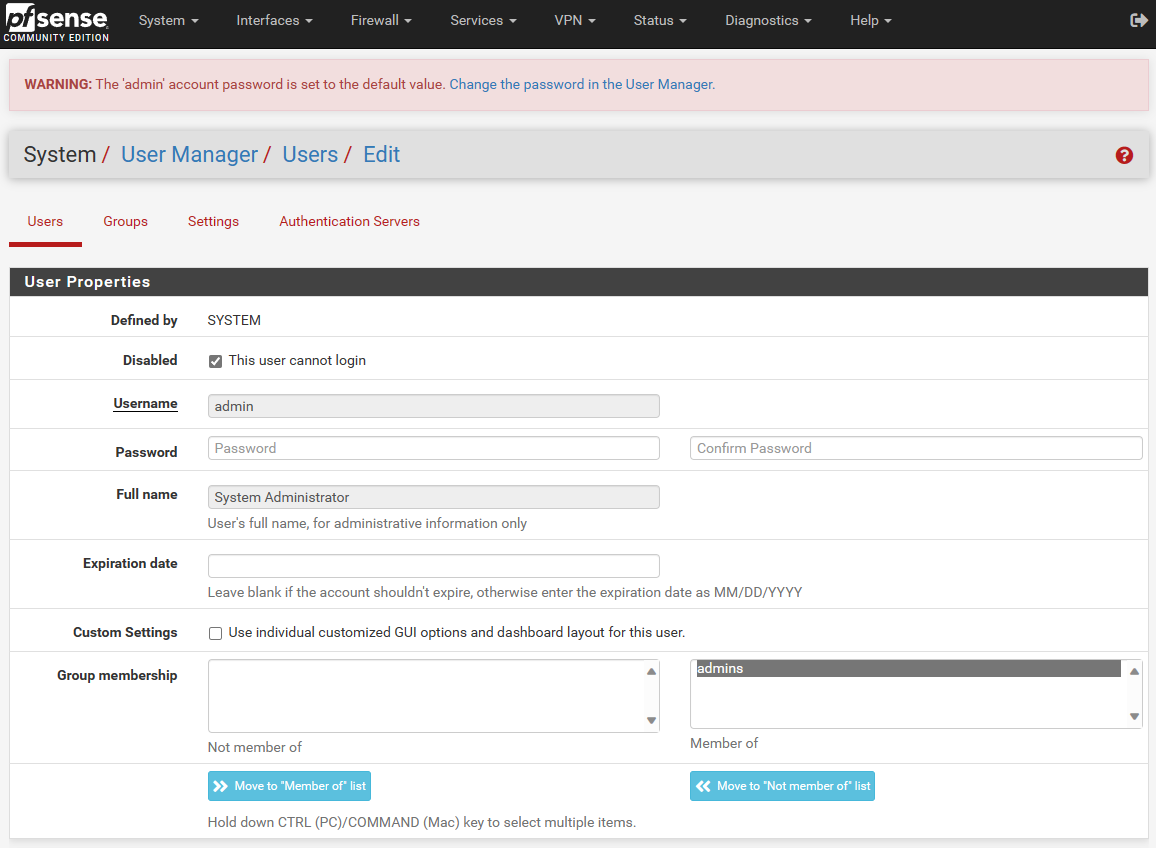 pfsense
COMMUNITY EDITION
System Interfaces Firewall Services VPN Status Diagnostics Help
WARNING: The 'admin' account password is set to the default value. Change the password in the User Manager.
System / User Manager / Users / Edit
Users Groups Settings Authentication Servers
User Properties
Defined by SYSTEM
Disabled This user cannot login
Username admin
Password Password Confirm Password
Full name System Administrator
User's full name, for administrative information only
Expiration date
Leave blank if the account shouldn't expire, otherwise enter the expiration date as MM/DD/YYYY
Custom Settings Use individual customized GUI options and dashboard layout for this user.
Group membership admins
Not member of Member of
Move to "Member of" list Move to "Not member of" list
Hold down CTRL (PC)/COMMAND (Mac) key to select multiple items.